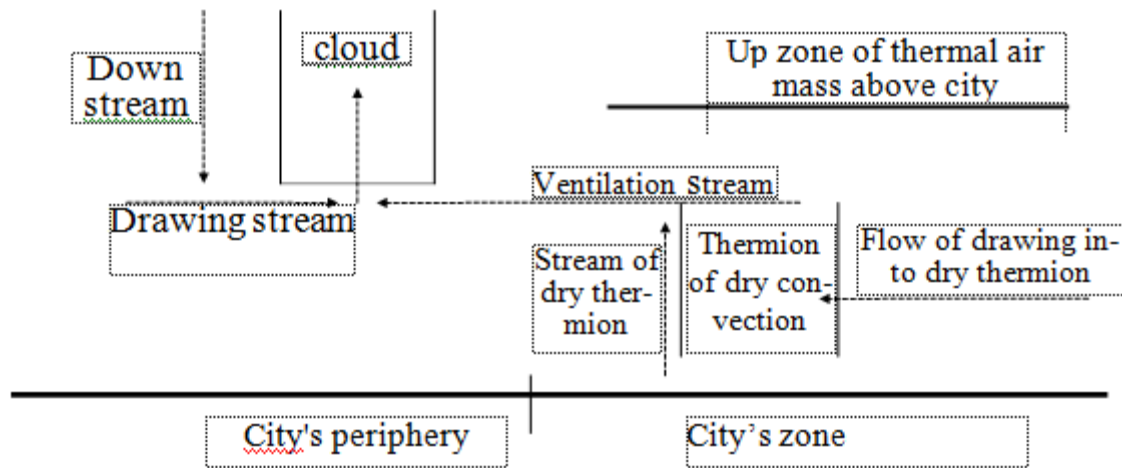 Down
stream
cloud
Up zone of thermal air
mass above city
Ventilation Stream
Drawing stream
Stream of
dry ther-
mion
Thermion
of dry con-
vection
Flow of drawing in-
to dry thermion
City's periphery
City’s zone